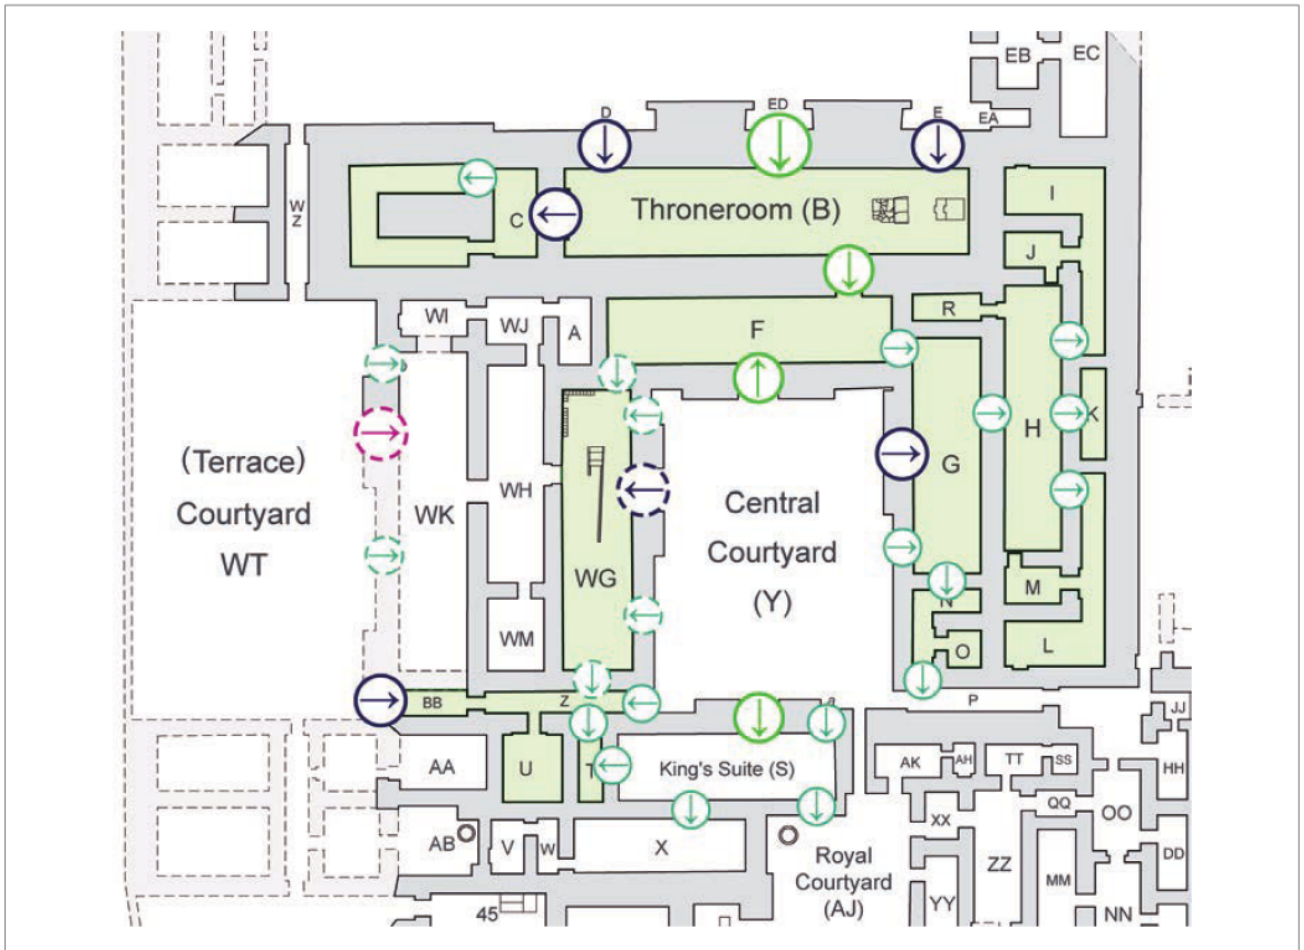 EB
EC
D
ED
E
EA
W
Z
C
Throneroom (B)
I
J
WI
WJ
A
F
R
K
H
G
(Terrace)
Courtyard
WT
WK
WH
Central
Courtyard
(Y)
WG
M
N
WM
O
L
BB
Z
a
P
JJ
AA
U
T
King's Suite (S)
AK
AH
TT
SS
HH
QQ
OO
XX
AB
V
W
X
Royal
Courtyard
(AJ)
ZZ
MM
DD
YY
NN
45